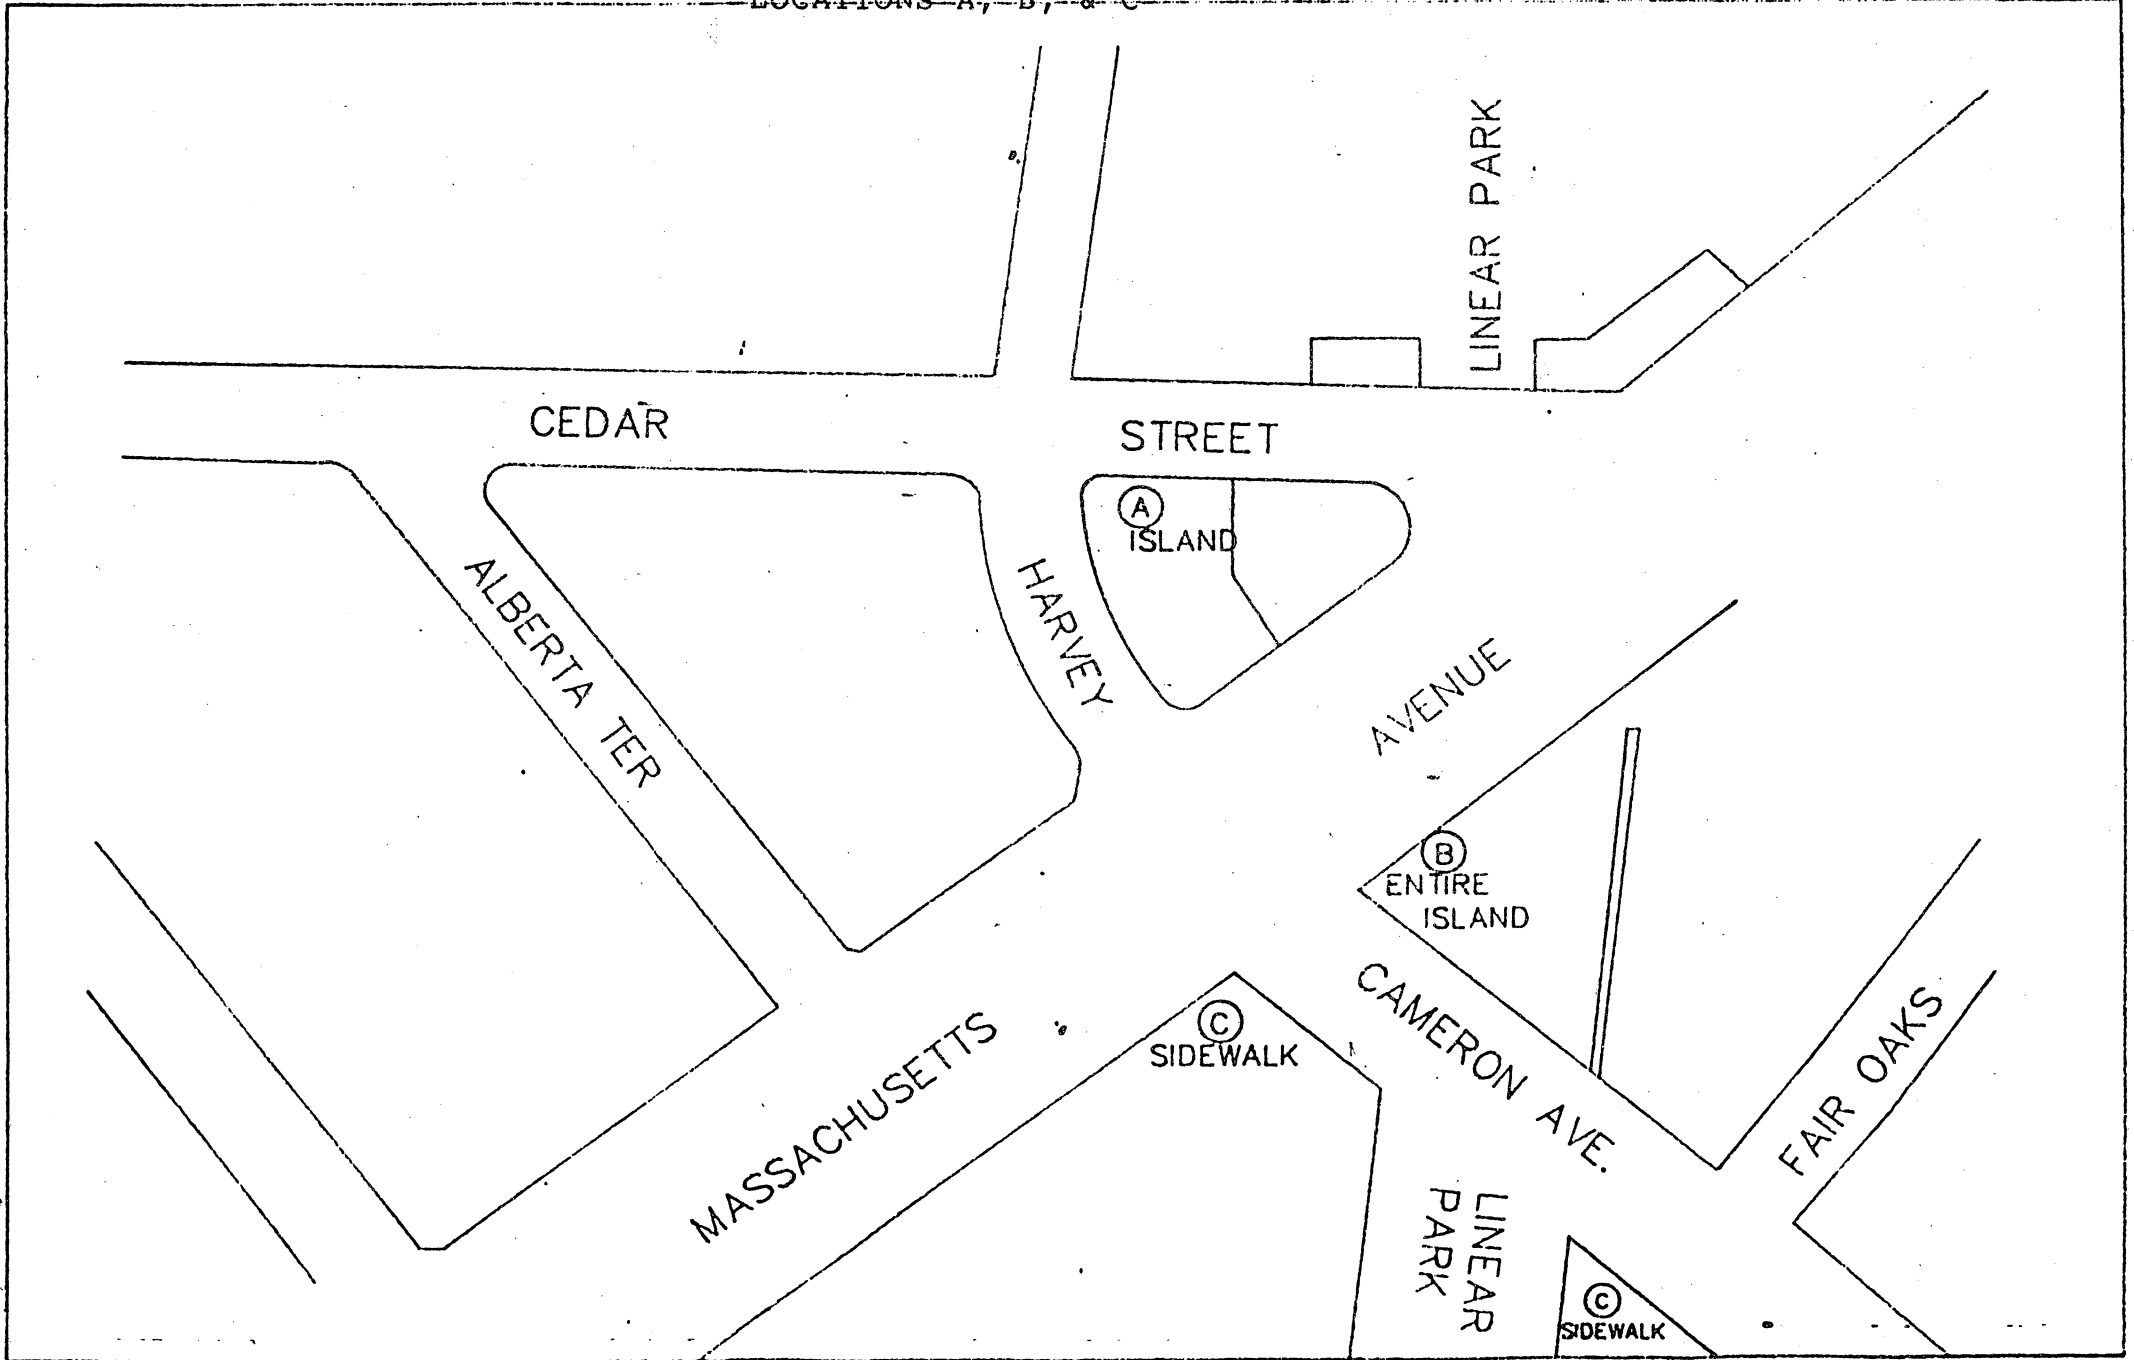 LOCATIONS A, B, & C
LINEAR PARK
CEDAR STREET
A
ISLAND
HARVEY
ALBERTA TER
MASSACHUSETTS AVENUE
B
ENTIRE
ISLAND
C
SIDEWALK
CAMERON AVE.
FAIR OAKS
LINEAR
PARK
C
SIDEWALK